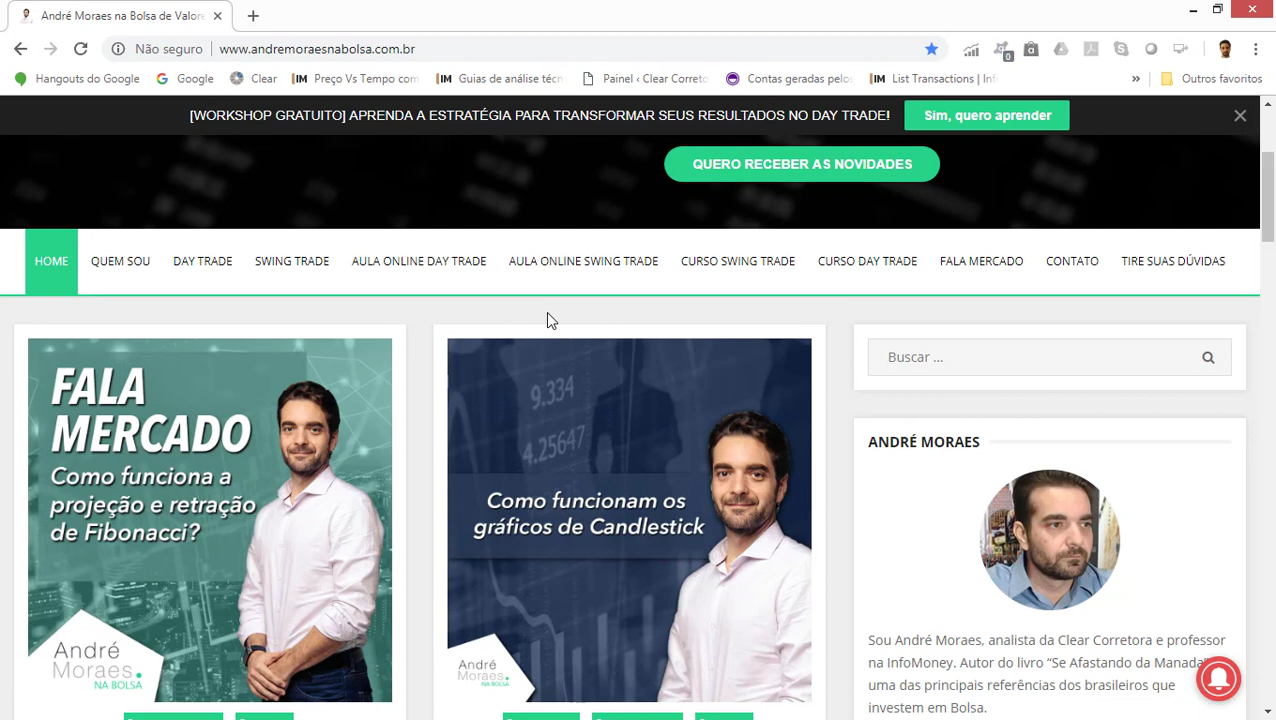 André Moraes na Bolsa de Valore
Não seguro | www.andremoraesnabolsa.com.br
0
Hangouts do Google
Google
Clear
IM Preço Vs Tempo com
IM Guias de análise técn
Painel ‹ Clear Correto
Contas geradas pelos
IM List Transactions | Inf
»
Outros favoritos
[WORKSHOP GRATUITO] APRENDA A ESTRATÉGIA PARA TRANSFORMAR SEUS RESULTADOS NO DAY TRADE!
Sim, quero aprender
QUERO RECEBER AS NOVIDADES
HOME
QUEM SOU
DAY TRADE
SWING TRADE
AULA ONLINE DAY TRADE
AULA ONLINE SWING TRADE
CURSO SWING TRADE
CURSO DAY TRADE
FALA MERCADO
CONTATO
TIRE SUAS DÚVIDAS
FALA
MERCADO
Como funciona a
projeção e retração
de Fibonacci?
André
Moraes.
NA BOLSA
9.334
4.25647
Como funcionam os
gráficos de Candlestick
André
Moraes.
NA BOLSA
Buscar ...
ANDRÉ MORAES
Sou André Moraes, analista da Clear Corretora e professor
na InfoMoney. Autor do livro “Se Afastando da Manada
uma das principais referências dos brasileiros que
investem em Bolsa.